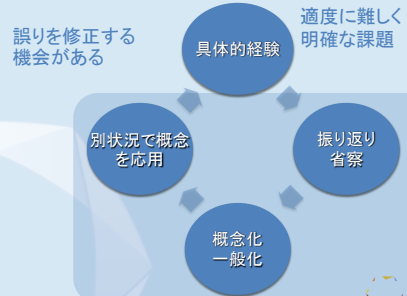 誤りを修正する
機会がある
適度に難しく
明確な課題
具体的経験
振り返り
省察
概念化
一般化
別状況で概念
を応用